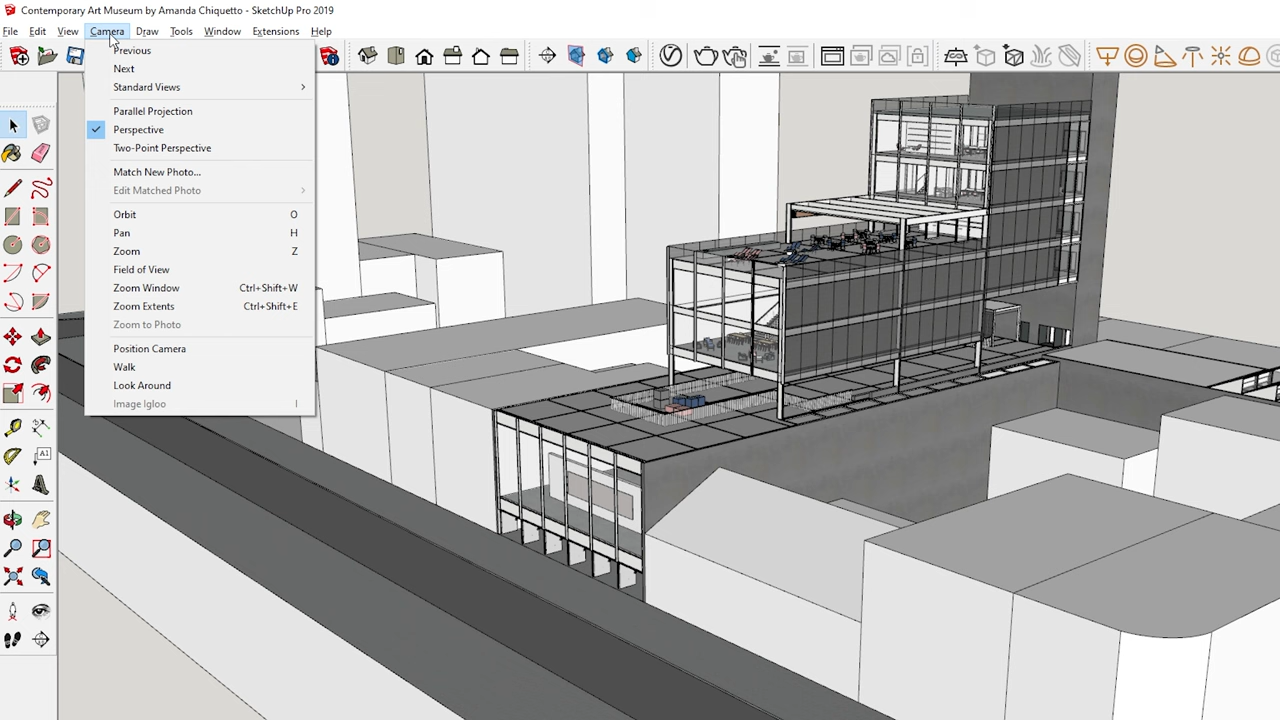 Contemporary Art Museum by Amanda Chiquetto - SketchUp Pro 2019
File Edit View Camera Draw Tools Window Extensions Help
Previous
Next
Standard Views
Parallel Projection
Perspective
Two-Point Perspective
Match New Photo...
Edit Matched Photo
Orbit O
Pan H
Zoom Z
Field of View
Zoom Window Ctrl+Shift+W
Zoom Extents Ctrl+Shift+E
Zoom to Photo
Position Camera
Walk
Look Around
Image Igloo I
A1